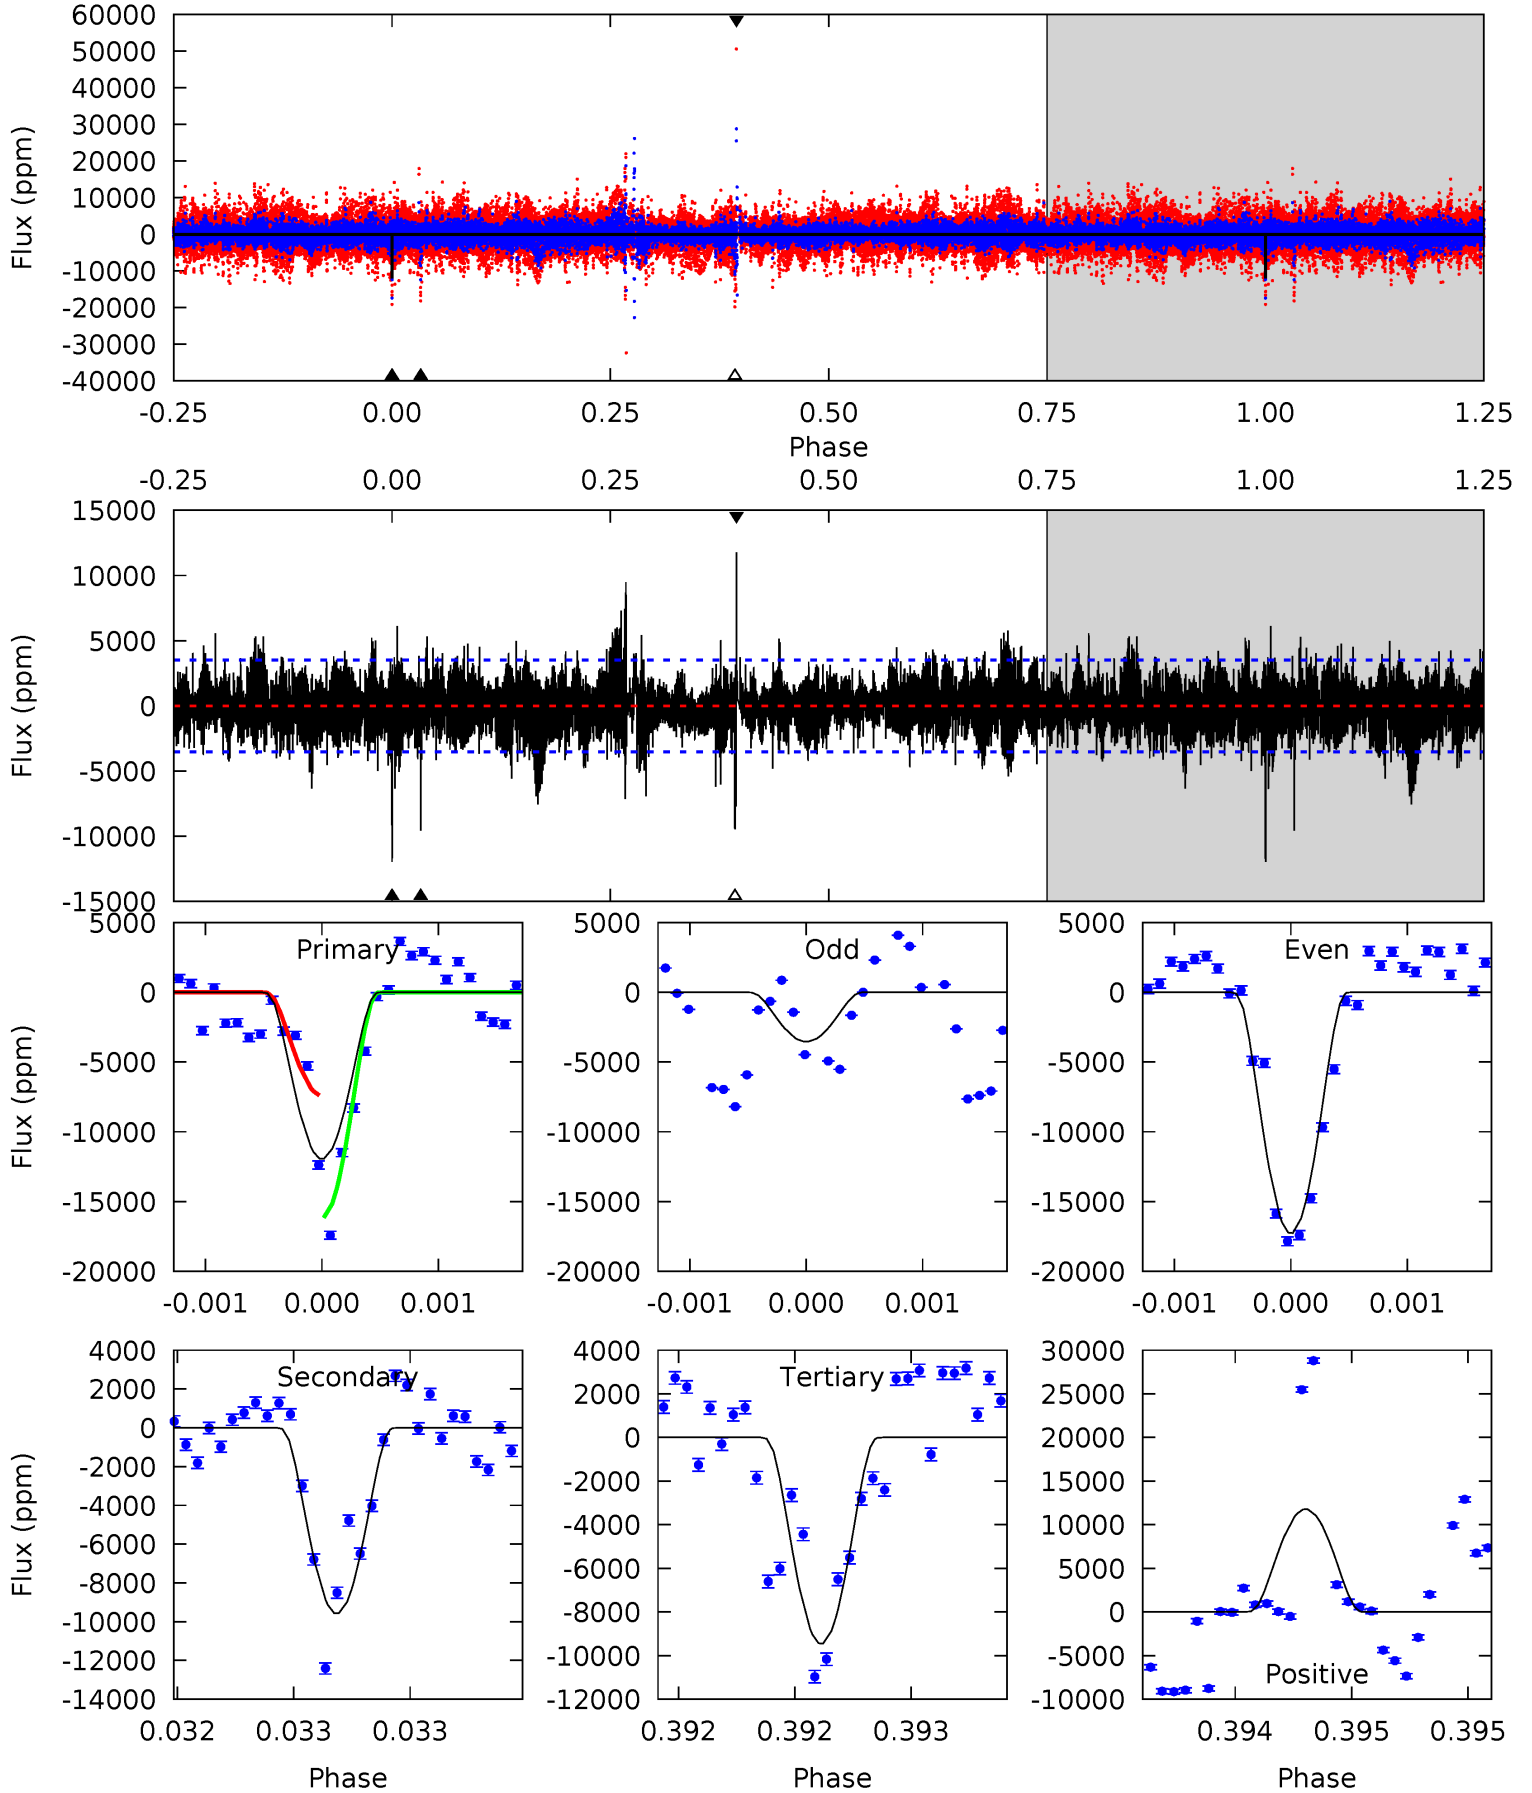 60000
50000
40000
30000
20000
10000
0
-10000
-20000
-30000
-40000
Flux (ppm)
-0.25 0.00 0.25 0.50 0.75 1.00 1.25
Phase
-0.25 0.00 0.25 0.50 0.75 1.00 1.25
15000
10000
5000
0
-5000
-10000
-15000
Flux (ppm)
Primary
5000
0
-5000
-10000
-15000
-20000
Flux (ppm)
-0.001 0.000 0.001
Odd
5000
0
-5000
-10000
-15000
-20000
-0.001 0.000 0.001
Even
5000
0
-5000
-10000
-15000
-20000
-0.001 0.000 0.001
Secondary
4000
2000
0
-2000
-4000
-6000
-8000
-10000
-12000
-14000
Flux (ppm)
0.032 0.033 0.033
Phase
Tertiary
4000
2000
0
-2000
-4000
-6000
-8000
-10000
-12000
0.392 0.392 0.393
Phase
30000
25000
20000
15000
10000
5000
0
-5000
-10000
Positive
0.394 0.395 0.395
Phase